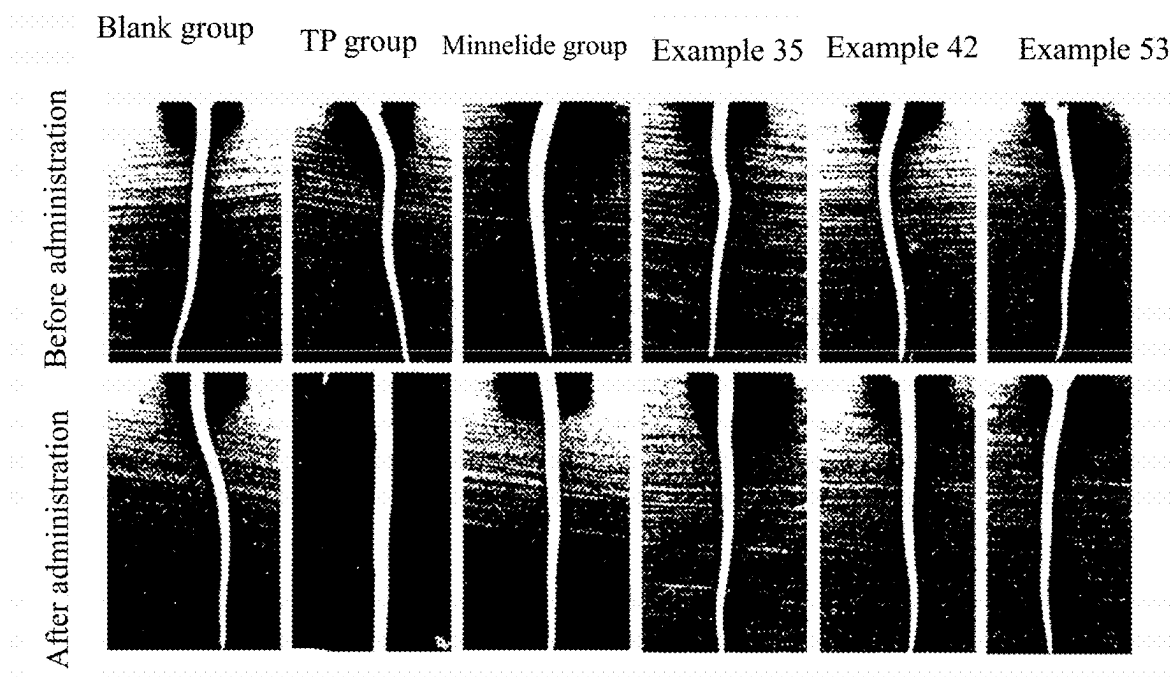 Blank group
TP group
Minnelide group
Example 35
Example 42
Example 53
Before administration
After administration